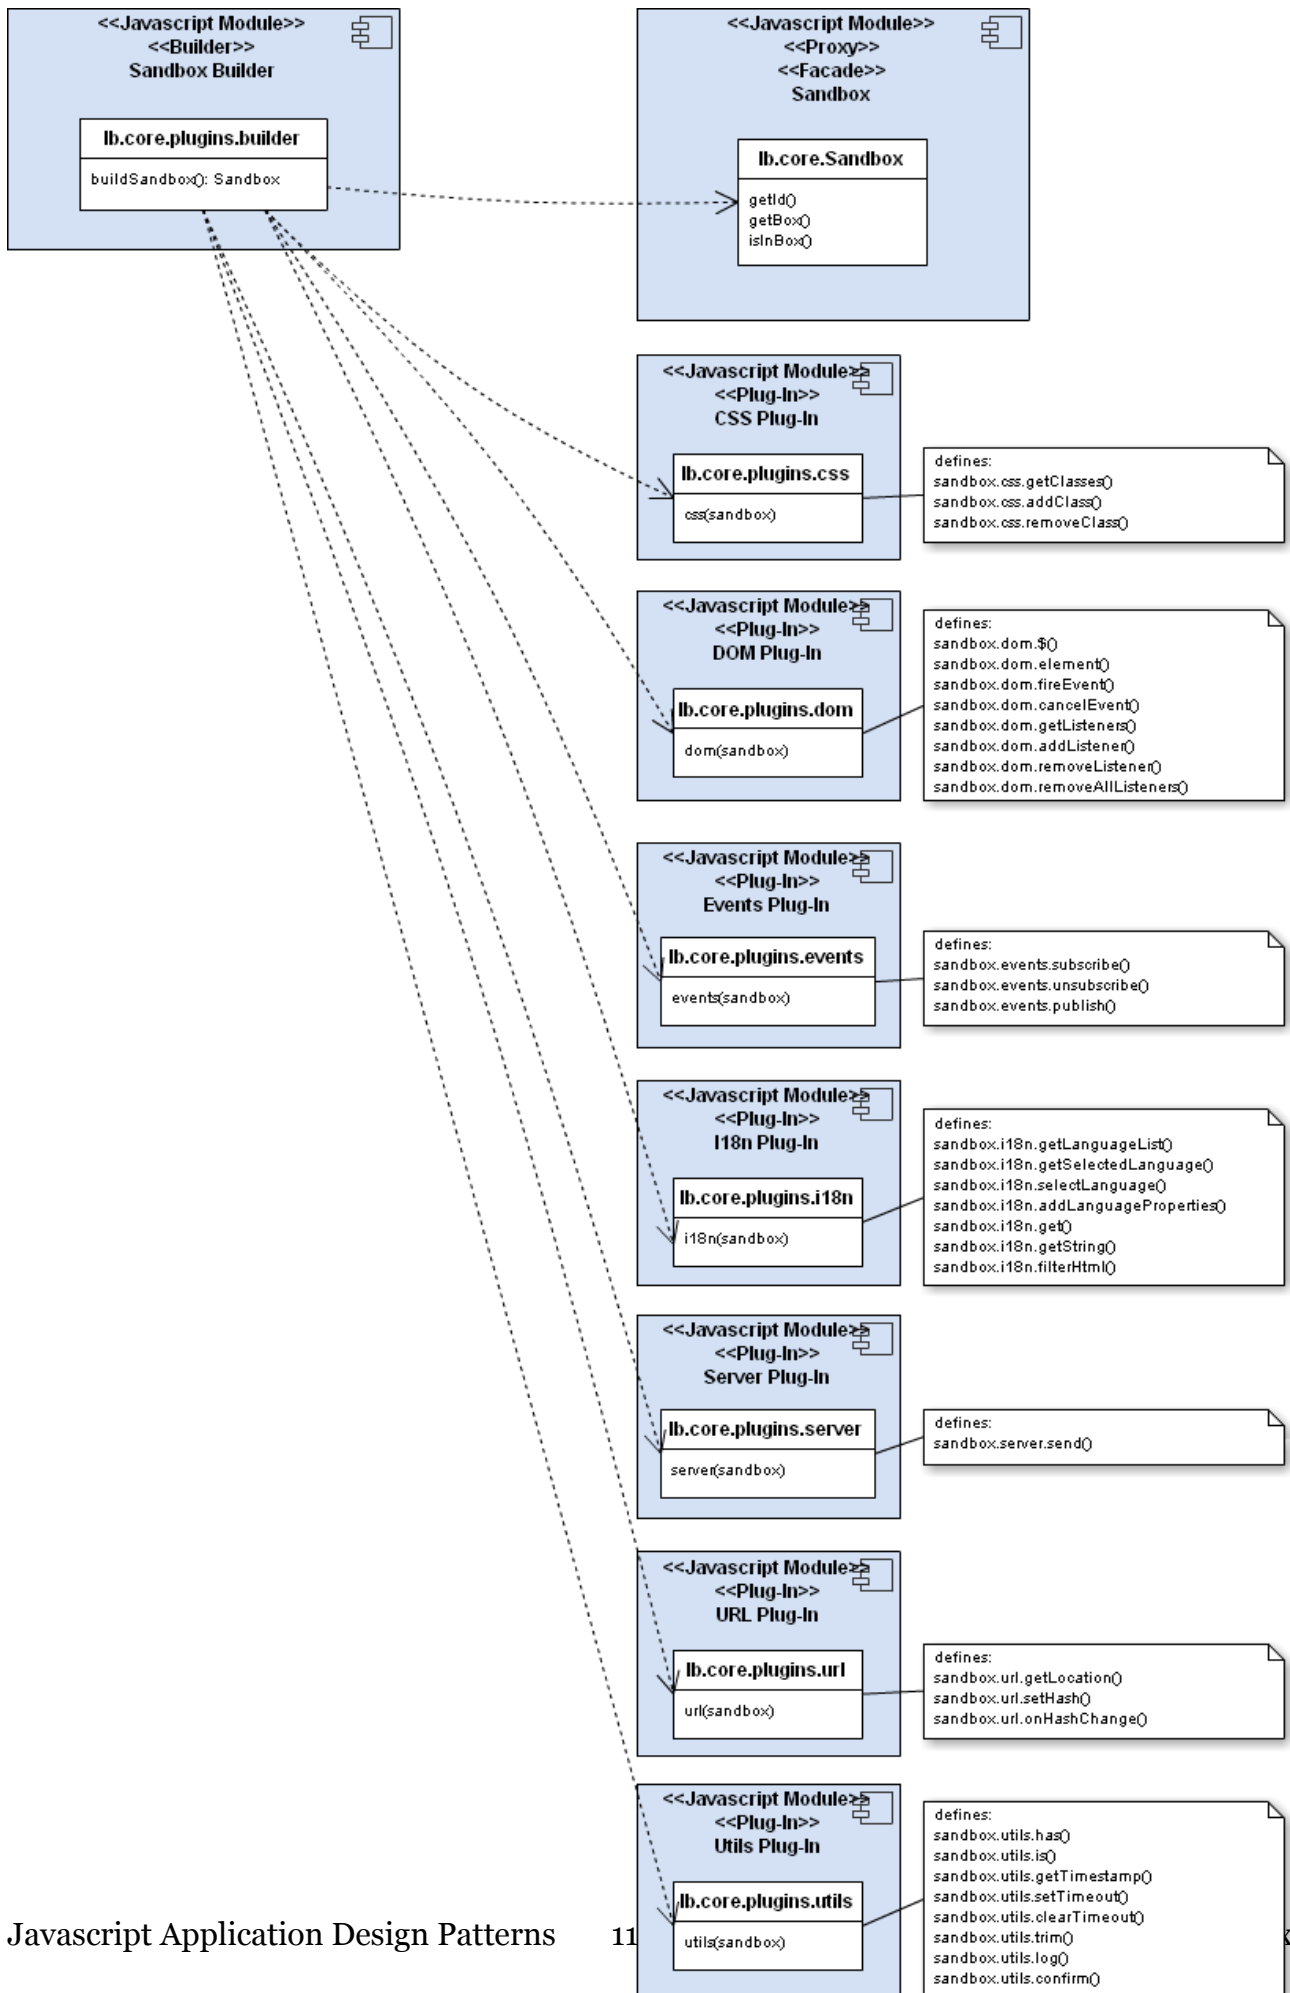 <<Javascript Module>>
<<Builder>>
Sandbox Builder
lb.core.plugins.builder
buildSandbox(): Sandbox
<<Javascript Module>>
<<Proxy>>
<<Facade>>
Sandbox
lb.core.Sandbox
getId()
getBox()
isInBox()
<<Javascript Module>>
<<Plug-In>>
CSS Plug-In
lb.core.plugins.css
css(sandbox)
defines:
sandbox.css.getClasses()
sandbox.css.addClass()
sandbox.css.removeClass()
<<Javascript Module>>
<<Plug-In>>
DOM Plug-In
lb.core.plugins.dom
dom(sandbox)
defines:
sandbox.dom.$()
sandbox.dom.element()
sandbox.dom.fireEvent()
sandbox.dom.cancelEvent()
sandbox.dom.getListeners()
sandbox.dom.addListener()
sandbox.dom.removeListener()
sandbox.dom.removeAllListeners()
<<Javascript Module>>
<<Plug-In>>
Events Plug-In
lb.core.plugins.events
events(sandbox)
defines:
sandbox.events.subscribe()
sandbox.events.unsubscribe()
sandbox.events.publish()
<<Javascript Module>>
<<Plug-In>>
I18n Plug-In
lb.core.plugins.i18n
i18n(sandbox)
defines:
sandbox.i18n.getLanguageList()
sandbox.i18n.getSelectedLanguage()
sandbox.i18n.selectLanguage()
sandbox.i18n.addLanguageProperties()
sandbox.i18n.get()
sandbox.i18n.getString()
sandbox.i18n.filterHtml()
<<Javascript Module>>
<<Plug-In>>
Server Plug-In
lb.core.plugins.server
server(sandbox)
defines:
sandbox.server.send()
<<Javascript Module>>
<<Plug-In>>
URL Plug-In
lb.core.plugins.url
url(sandbox)
defines:
sandbox.url.getLocation()
sandbox.url.setHash()
sandbox.url.onHashChange()
<<Javascript Module>>
<<Plug-In>>
Utils Plug-In
lb.core.plugins.utils
utils(sandbox)
defines:
sandbox.utils.has()
sandbox.utils.is()
sandbox.utils.getTimestamp()
sandbox.utils.setTimeout()
sandbox.utils.clearTimeout()
sandbox.utils.trim()
sandbox.utils.log()
sandbox.utils.confirm()
Javascript Application Design Patterns 11